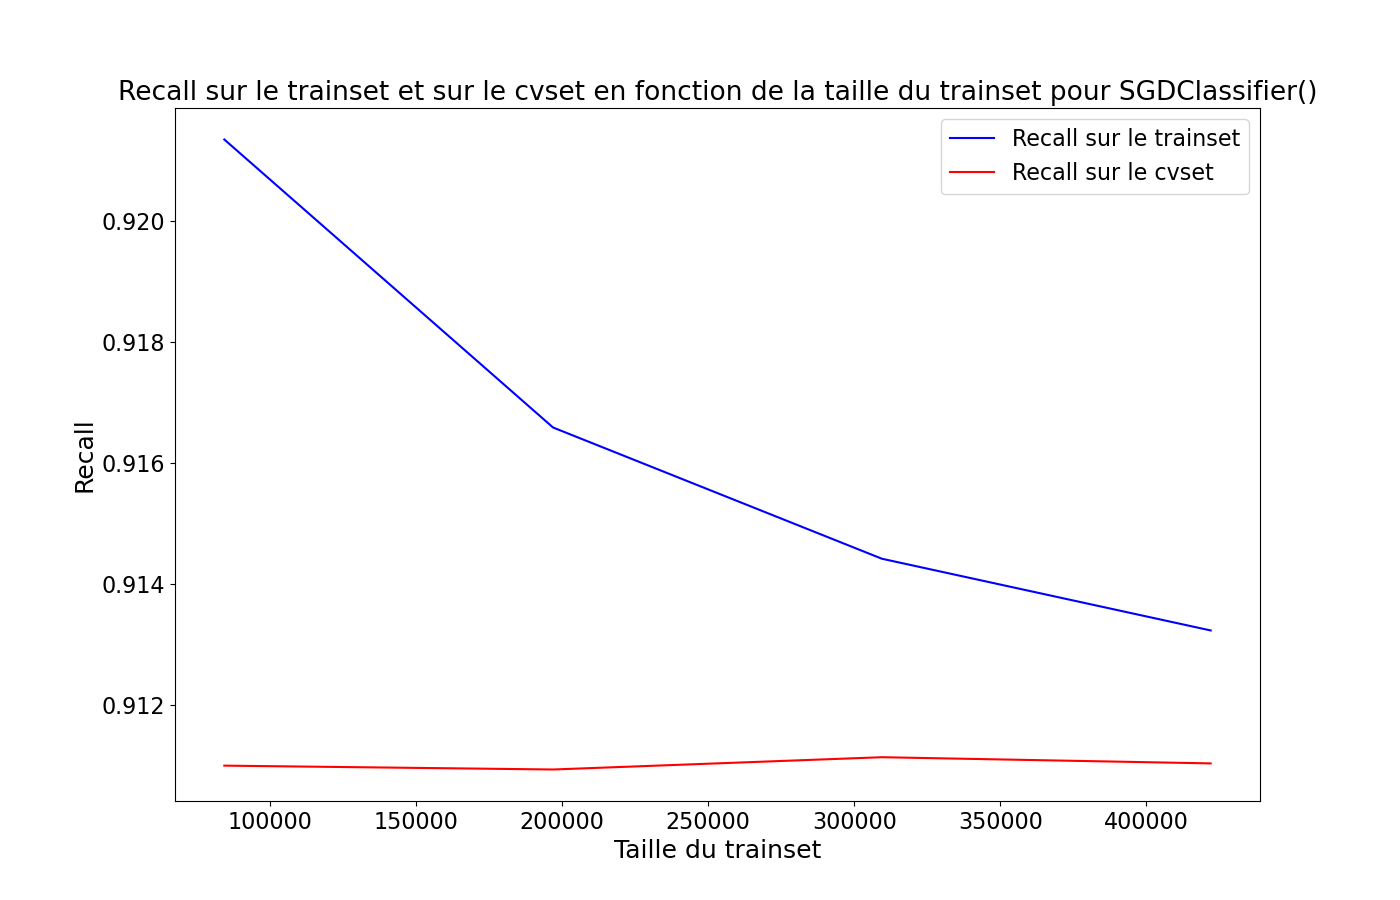 Recall sur le trainset et sur le cvset en fonction de la taille du trainset pour SGDClassifier()
Recall sur le trainset
Recall sur le cvset
0.920
0.918
0.916
0.914
0.912
Recall
100000 150000 200000 250000 300000 350000 400000
Taille du trainset